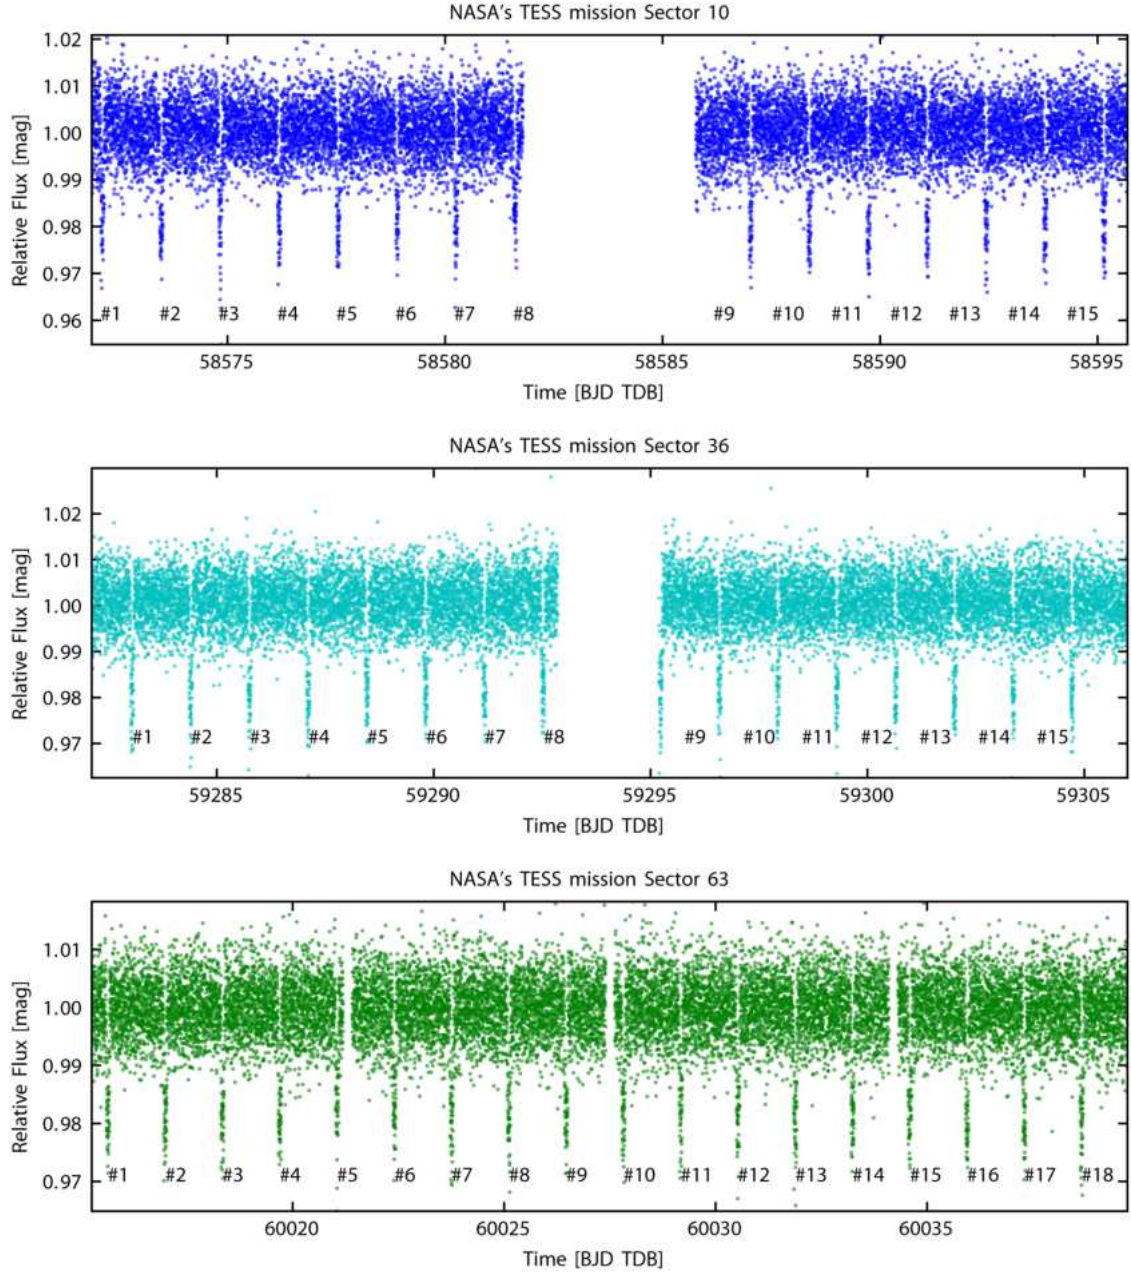 NASA's TESS mission Sector 10
1.02
1.01
1.00
0.99
0.98
0.97
0.96
Relative Flux [mag]
#1 #2 #3 #4 #5 #6 #7 #8 #9 #10 #11 #12 #13 #14 #15
58575 58580 58585 58590 58595
Time [BJD TDB]
NASA's TESS mission Sector 36
1.02
1.01
1.00
0.99
0.98
0.97
Relative Flux [mag]
#1 #2 #3 #4 #5 #6 #7 #8 #9 #10 #11 #12 #13 #14 #15
59285 59290 59295 59300 59305
Time [BJD TDB]
NASA's TESS mission Sector 63
1.01
1.00
0.99
0.98
0.97
Relative Flux [mag]
#1 #2 #3 #4 #5 #6 #7 #8 #9 #10 #11 #12 #13 #14 #15 #16 #17 #18
60020 60025 60030 60035
Time [BJD TDB]